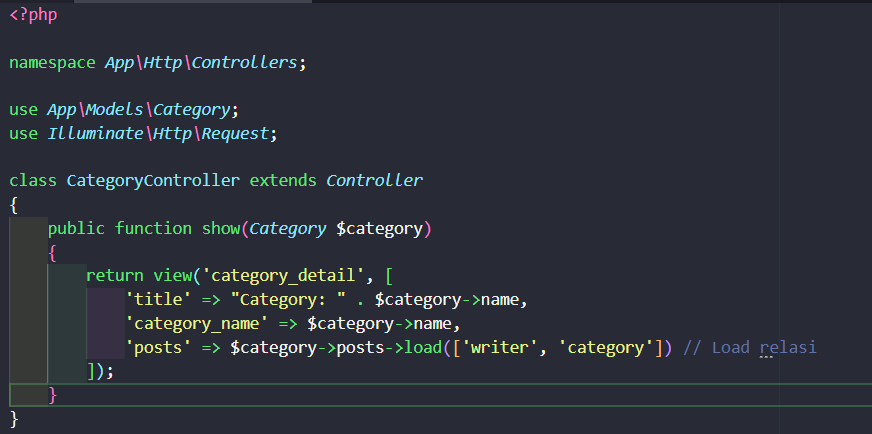 <?php
namespace App\Http\Controllers;
use App\Models\Category;
use Illuminate\Http\Request;
class CategoryController extends Controller
{
    public function show(Category $category)
    {
        return view('category_detail', [
            'title' => "Category: " . $category->name,
            'category_name' => $category->name,
            'posts' => $category->posts->load(['writer', 'category']) // Load relasi
        ]);
    }
}